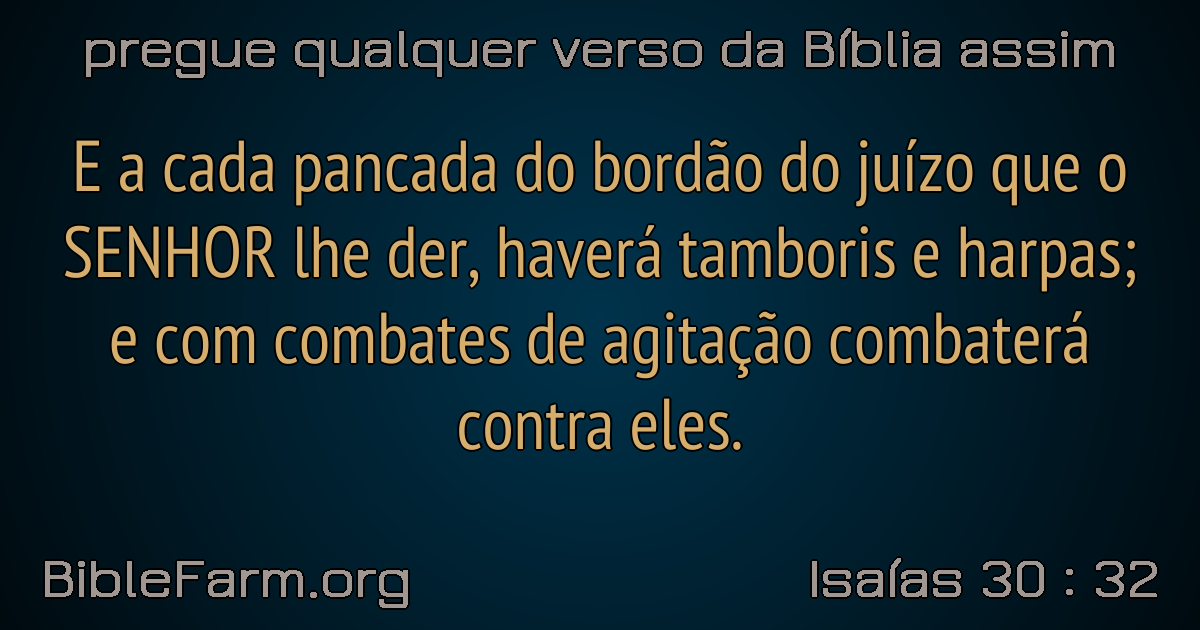 pregue qualquer verso da Bíblia assim
E a cada pancada do bordão do juízo que o
SENHOR lhe der, haverá tamboris e harpas;
e com combates de agitação combaterá
contra eles.
BibleFarm.org
Isaías 30 : 32